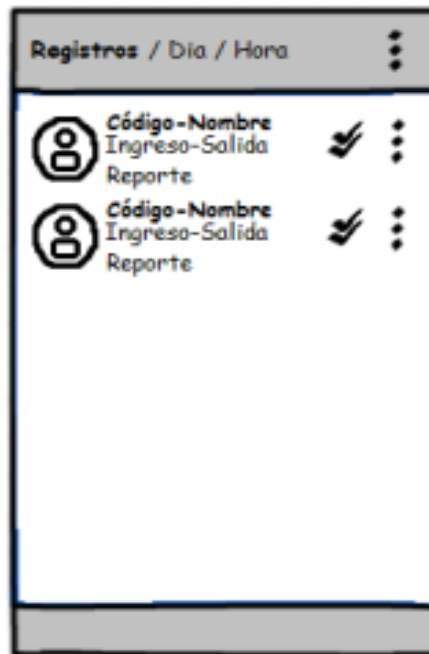 Registros / Dia / Hora
Código-Nombre
Ingreso-Salida
Reporte
Código-Nombre
Ingreso-Salida
Reporte